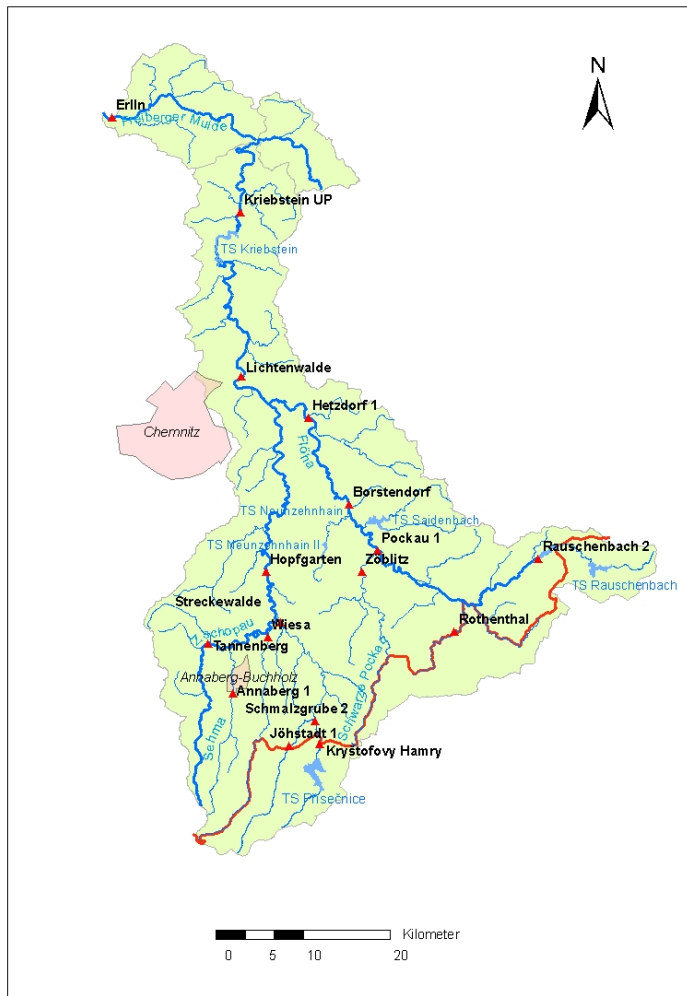 N
Erlln
Freiberger Mulde
Kriebstein UP
TS Kriebstein
Lichtenwalde
Hetzdorf 1
Chemnitz
Flöha
Borstendorf
TS Neunzehnhain
TS Saidenbach
Pockau 1
TS Neunzehnhain II
Rauschenbach 2
Hopfgarten
Zöblitz
TS Rauschenbach
Streckewalde
Zschopau
Wiesa
Rothenthal
Tannenberg
Annaberg-Buchholz
Annaberg 1
Schwarze Pockau
Schmalzgrube 2
Sehma
Jöhstadt 1
Kryštofovy Hamry
TS Přísečnice
Kilometer
0 5 10 20